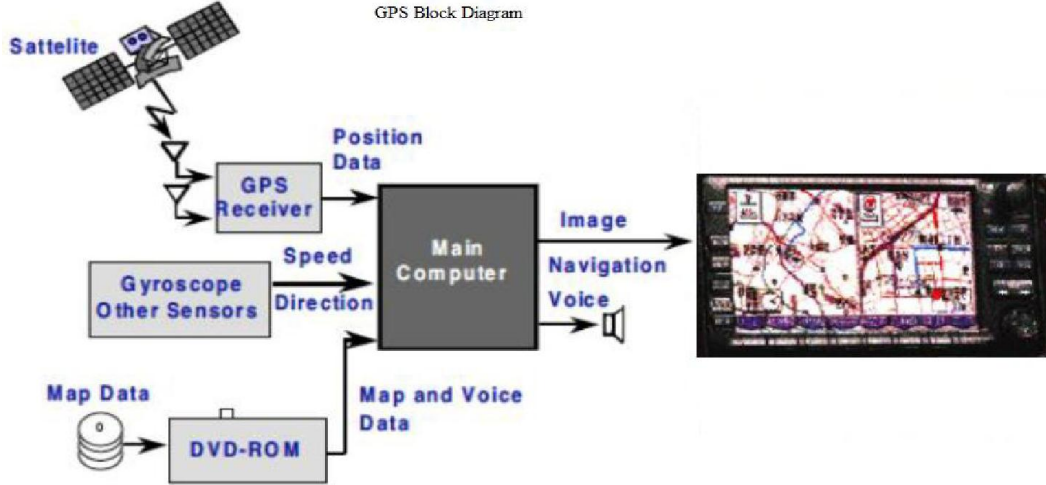 GPS Block Diagram
Sattelite
Position
Data
GPS
Receiver
Main
Computer
Image
Speed
Direction
Gyroscope
Other Sensors
Navigation
Voice
Map Data
Map and Voice
Data
DVD-ROM
0